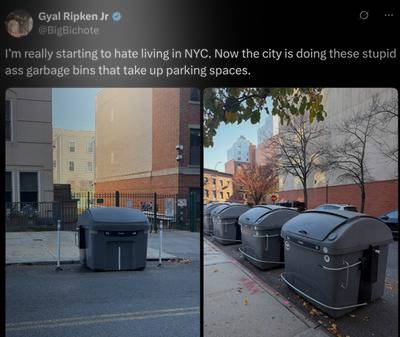 Gyal Ripken Jr
@BigBichote
I'm really starting to hate living in NYC. Now the city is doing these stupid
ass garbage bins that take up parking spaces.